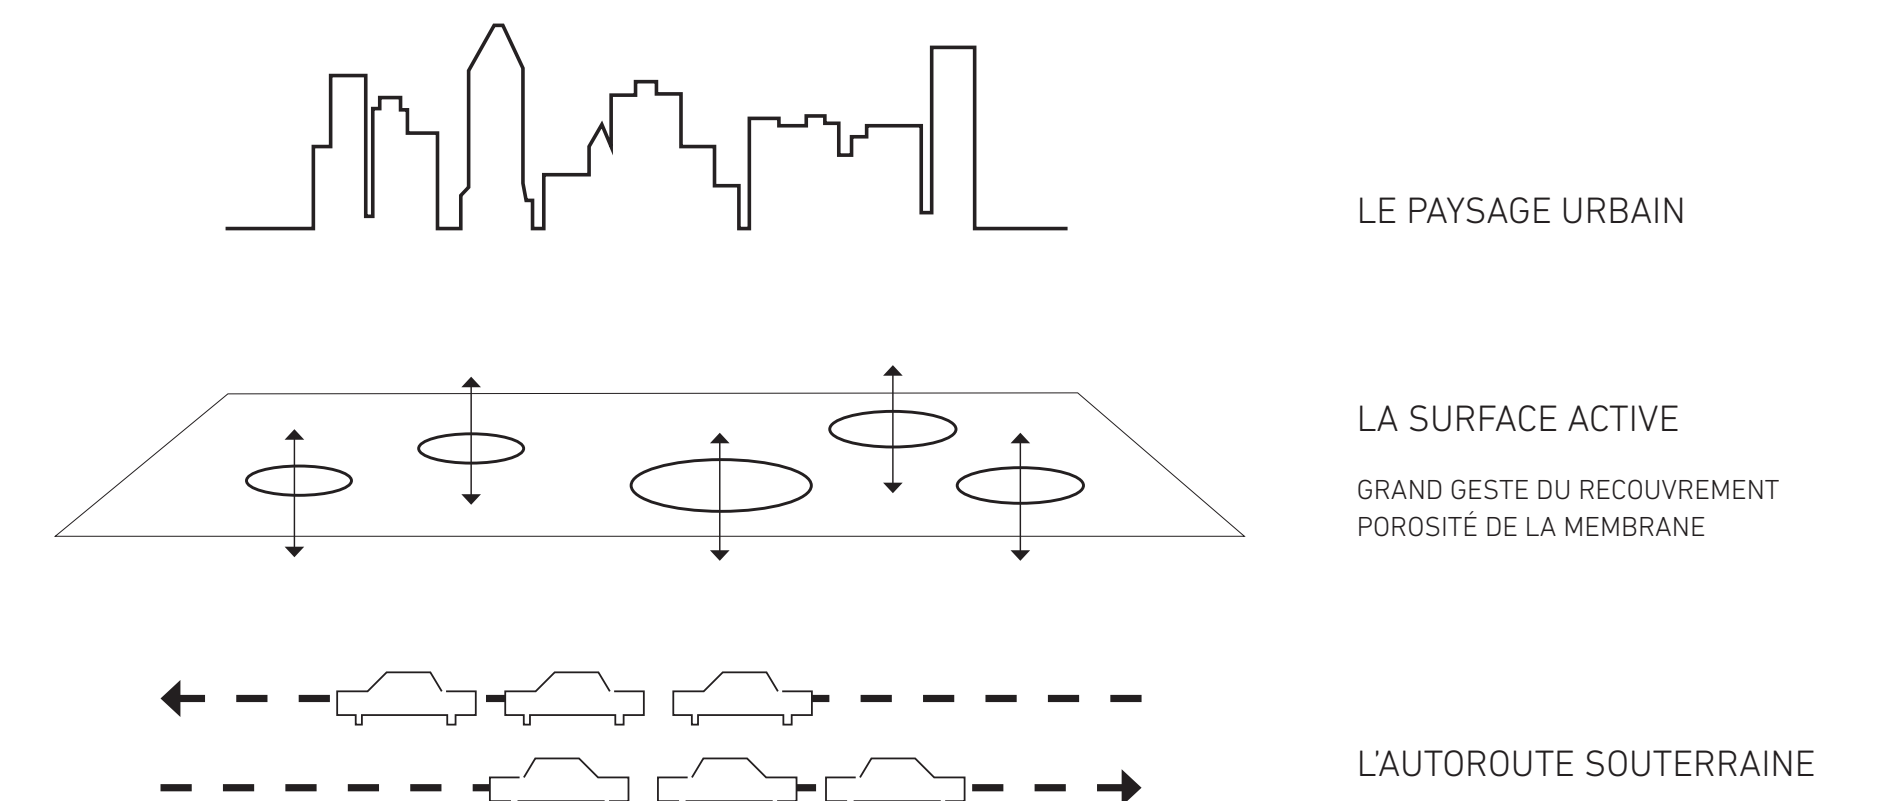 LE PAYSAGE URBAIN
LA SURFACE ACTIVE
GRAND GESTE DU RECOUVREMENT
POROSITÉ DE LA MEMBRANE
L'AUTOROUTE SOUTERRAINE